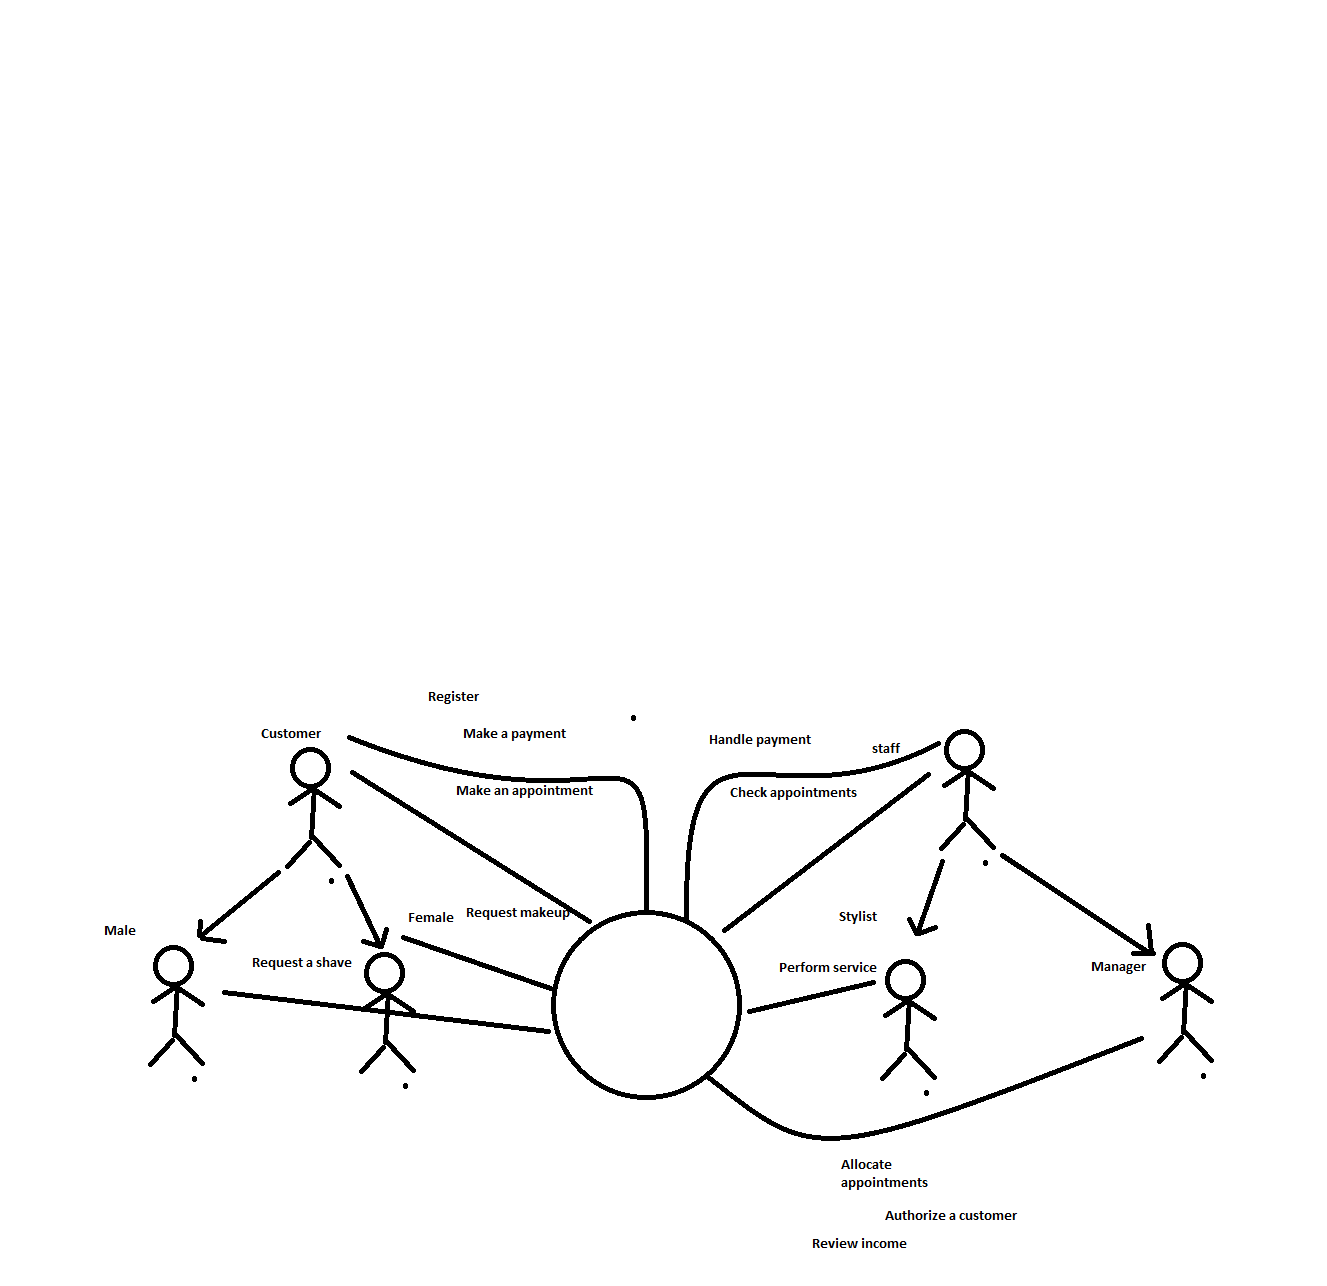 Register
Customer
Make a payment
Handle payment
staff
Make an appointment
Check appointments
Female
Request makeup
Stylist
Male
Request a shave
Perform service
Manager
Allocate
appointments
Authorize a customer
Review income